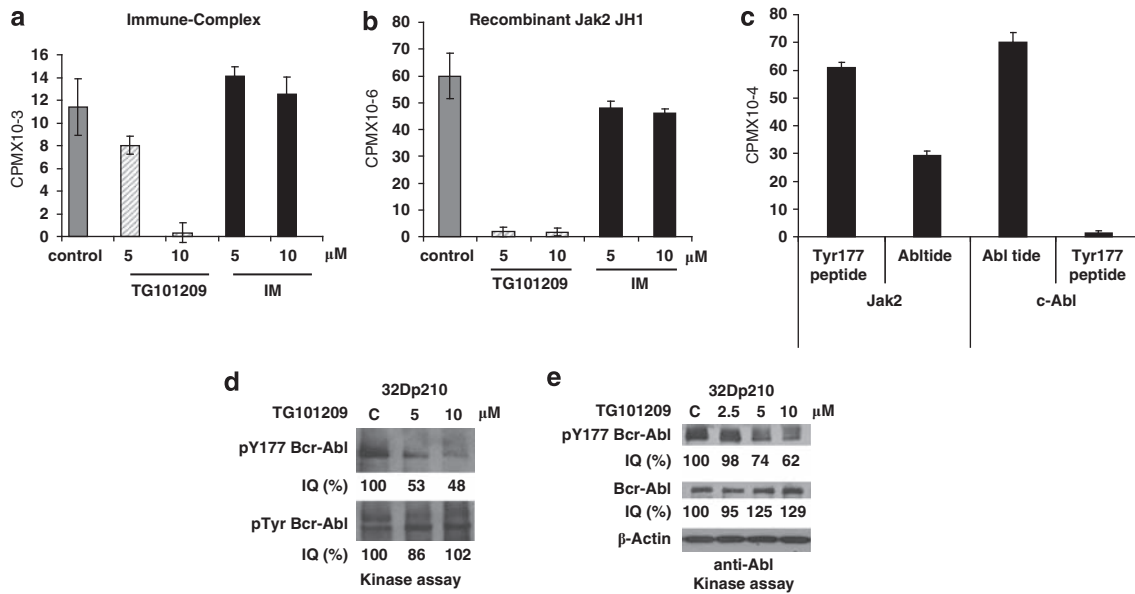 a
Immune-Complex
CPMX10-3
16
14
12
10
8
6
4
2
0
control 5 10 5 10 μM
TG101209 IM
b
Recombinant Jak2 JH1
CPMX10-6
80
70
60
50
40
30
20
10
0
control 5 10 5 10 μM
TG101209 IM
c
CPMX10-4
80
70
60
50
40
30
20
10
0
Tyr177 peptide Abltide Abl tide Tyr177 peptide
Jak2 c-Abl
d
32Dp210
TG101209 C 5 10 μM
pY177 Bcr-Abl
IQ (%) 100 53 48
pTyr Bcr-Abl
IQ (%) 100 86 102
Kinase assay
e
32Dp210
TG101209 C 2.5 5 10 μM
pY177 Bcr-Abl
IQ (%) 100 98 74 62
Bcr-Abl
IQ (%) 100 95 125 129
β-Actin
anti-Abl
Kinase assay